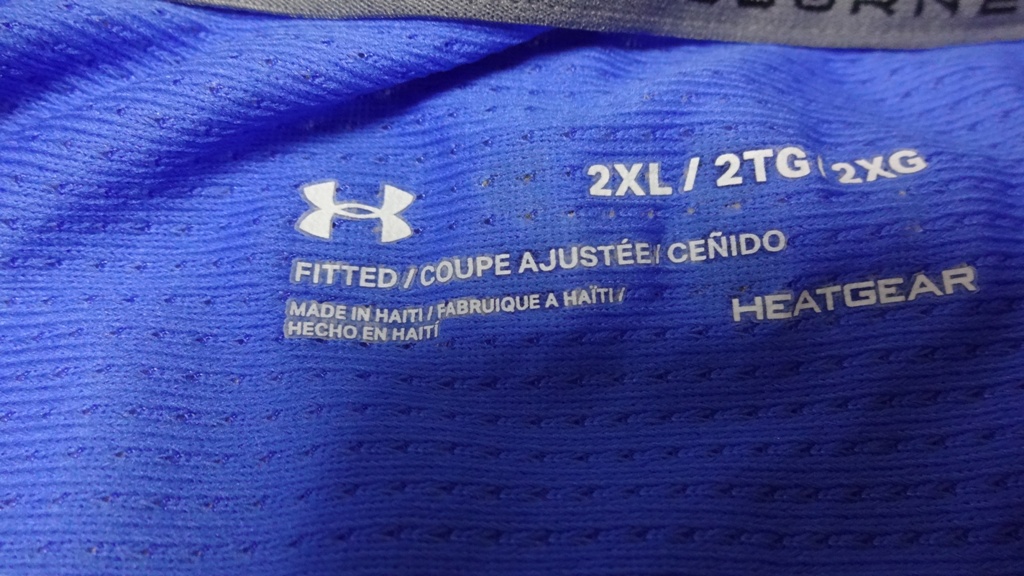 2XL / 2TG / 2XG
FITTED / COUPE AJUSTÉE / CEÑIDO
MADE IN HAITI / FABRUIQUE A HAÏTI /
HECHO EN HAITÍ
HEATGEAR